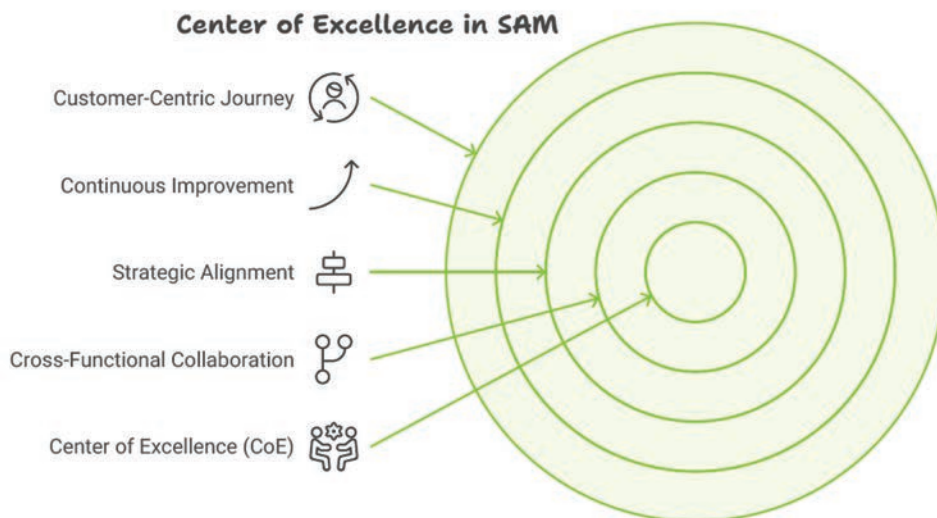 Center of Excellence in SAM
Customer-Centric Journey
Continuous Improvement
Strategic Alignment
Cross-Functional Collaboration
Center of Excellence (CoE)